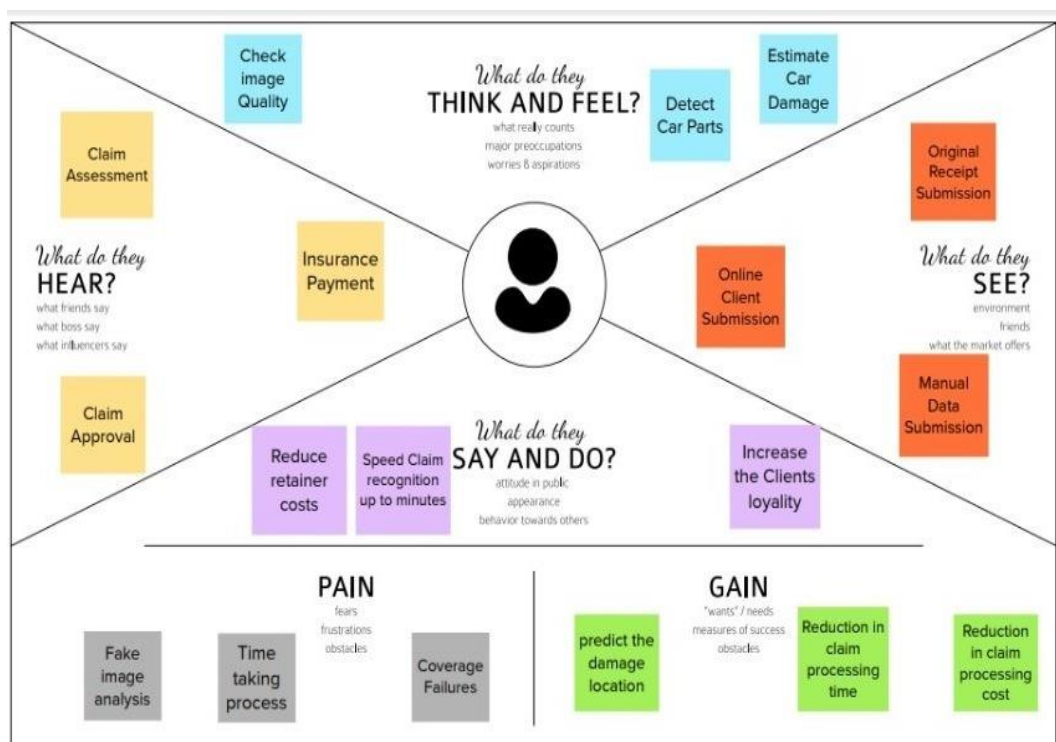 Check
image
Quality
What do they
THINK AND FEEL?
what really counts
major preoccupations
worries & aspirations
Detect
Car Parts
Estimate
Car
Damage
Claim
Assessment
Insurance
Payment
What do they
HEAR?
what friends say
what boss say
what influencers say
Claim
Approval
Original
Receipt
Submission
Online
Client
Submission
What do they
SEE?
environment
friends
what the market offers
Manual
Data
Submission
Reduce
retainer
costs
Speed Claim
recognition
up to minutes
What do they
SAY AND DO?
attitude in public
appearance
behavior towards others
Increase
the Clients
loyality
PAIN
fears
frustrations
obstacles
Fake
image
analysis
Time
taking
process
Coverage
Failures
GAIN
"wants" / needs
measures of success
obstacles
predict the
damage
location
Reduction in
claim
processing
time
Reduction
in claim
processing
cost